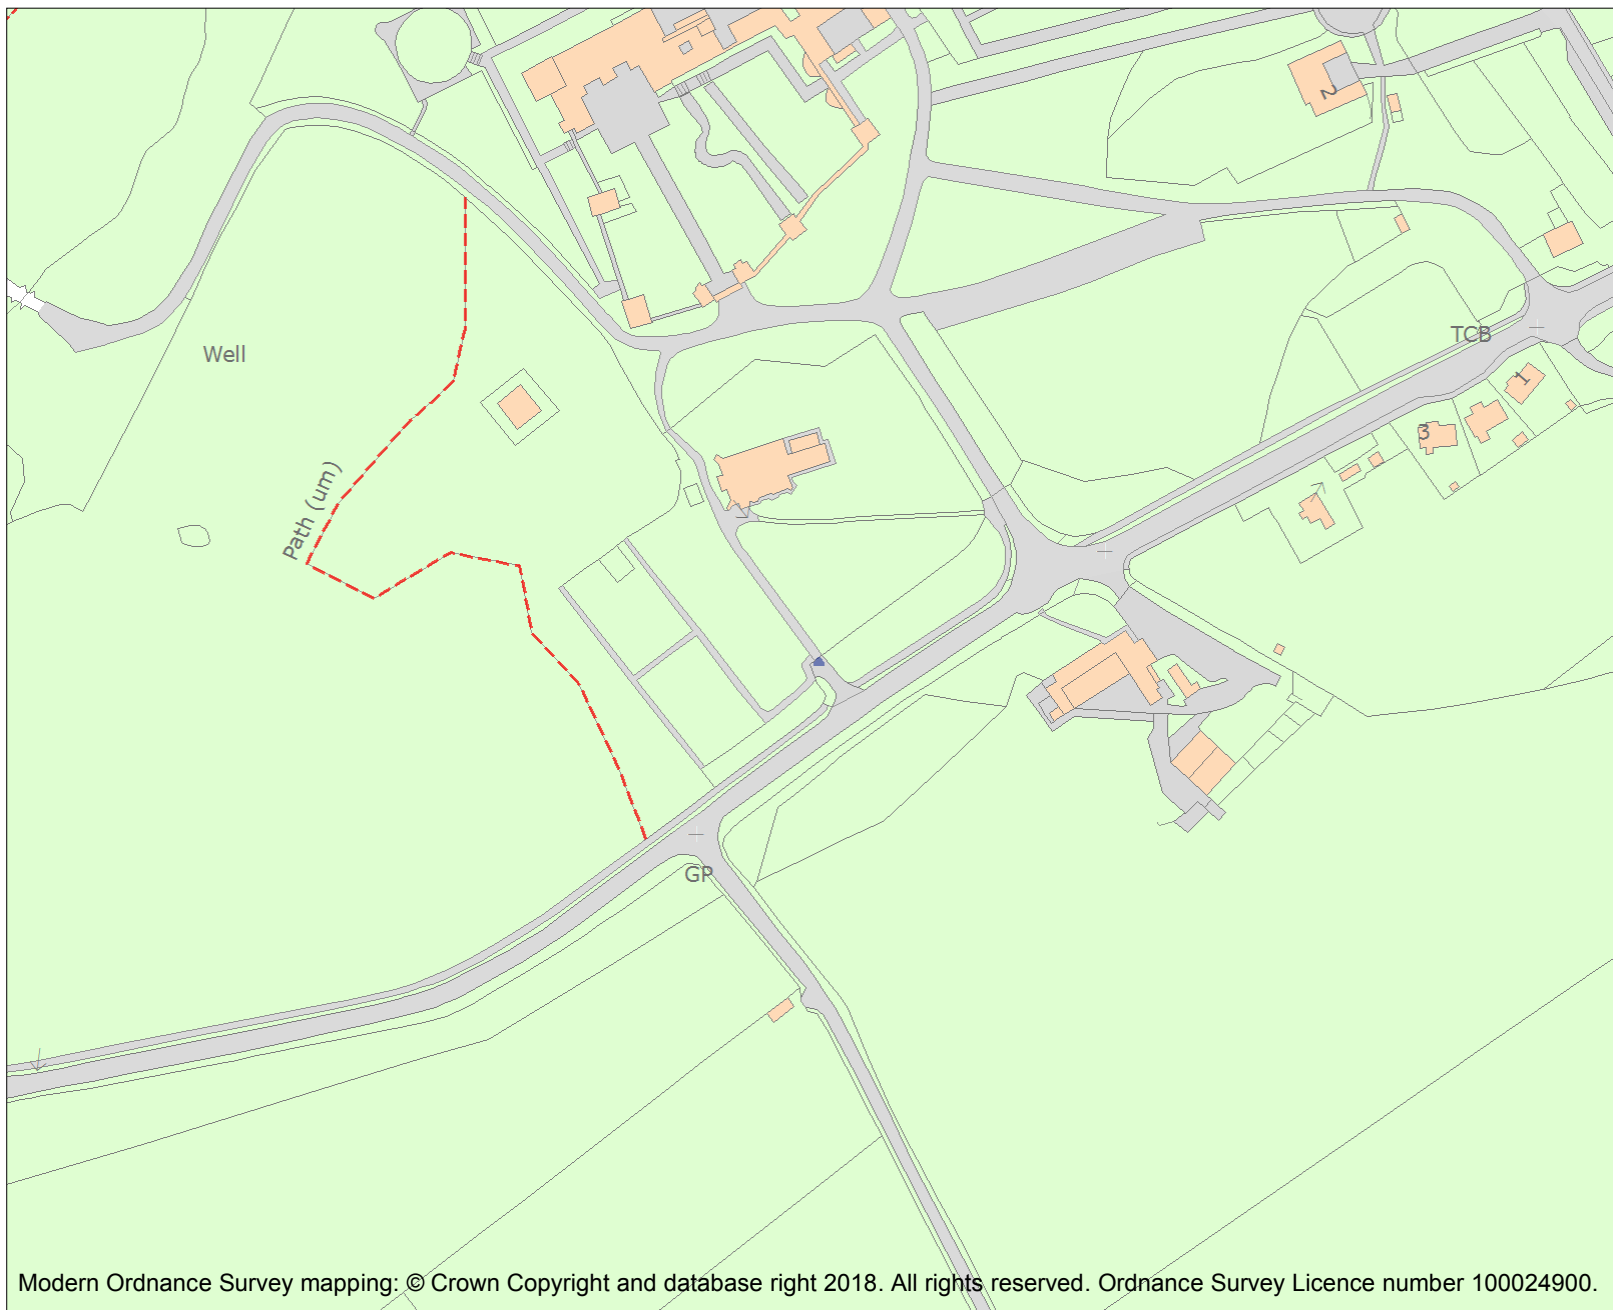 2
TCB
Well
1
3
Path (um)
GP
Modern Ordnance Survey mapping: © Crown Copyright and database right 2018. All rights reserved. Ordnance Survey Licence number 100024900.